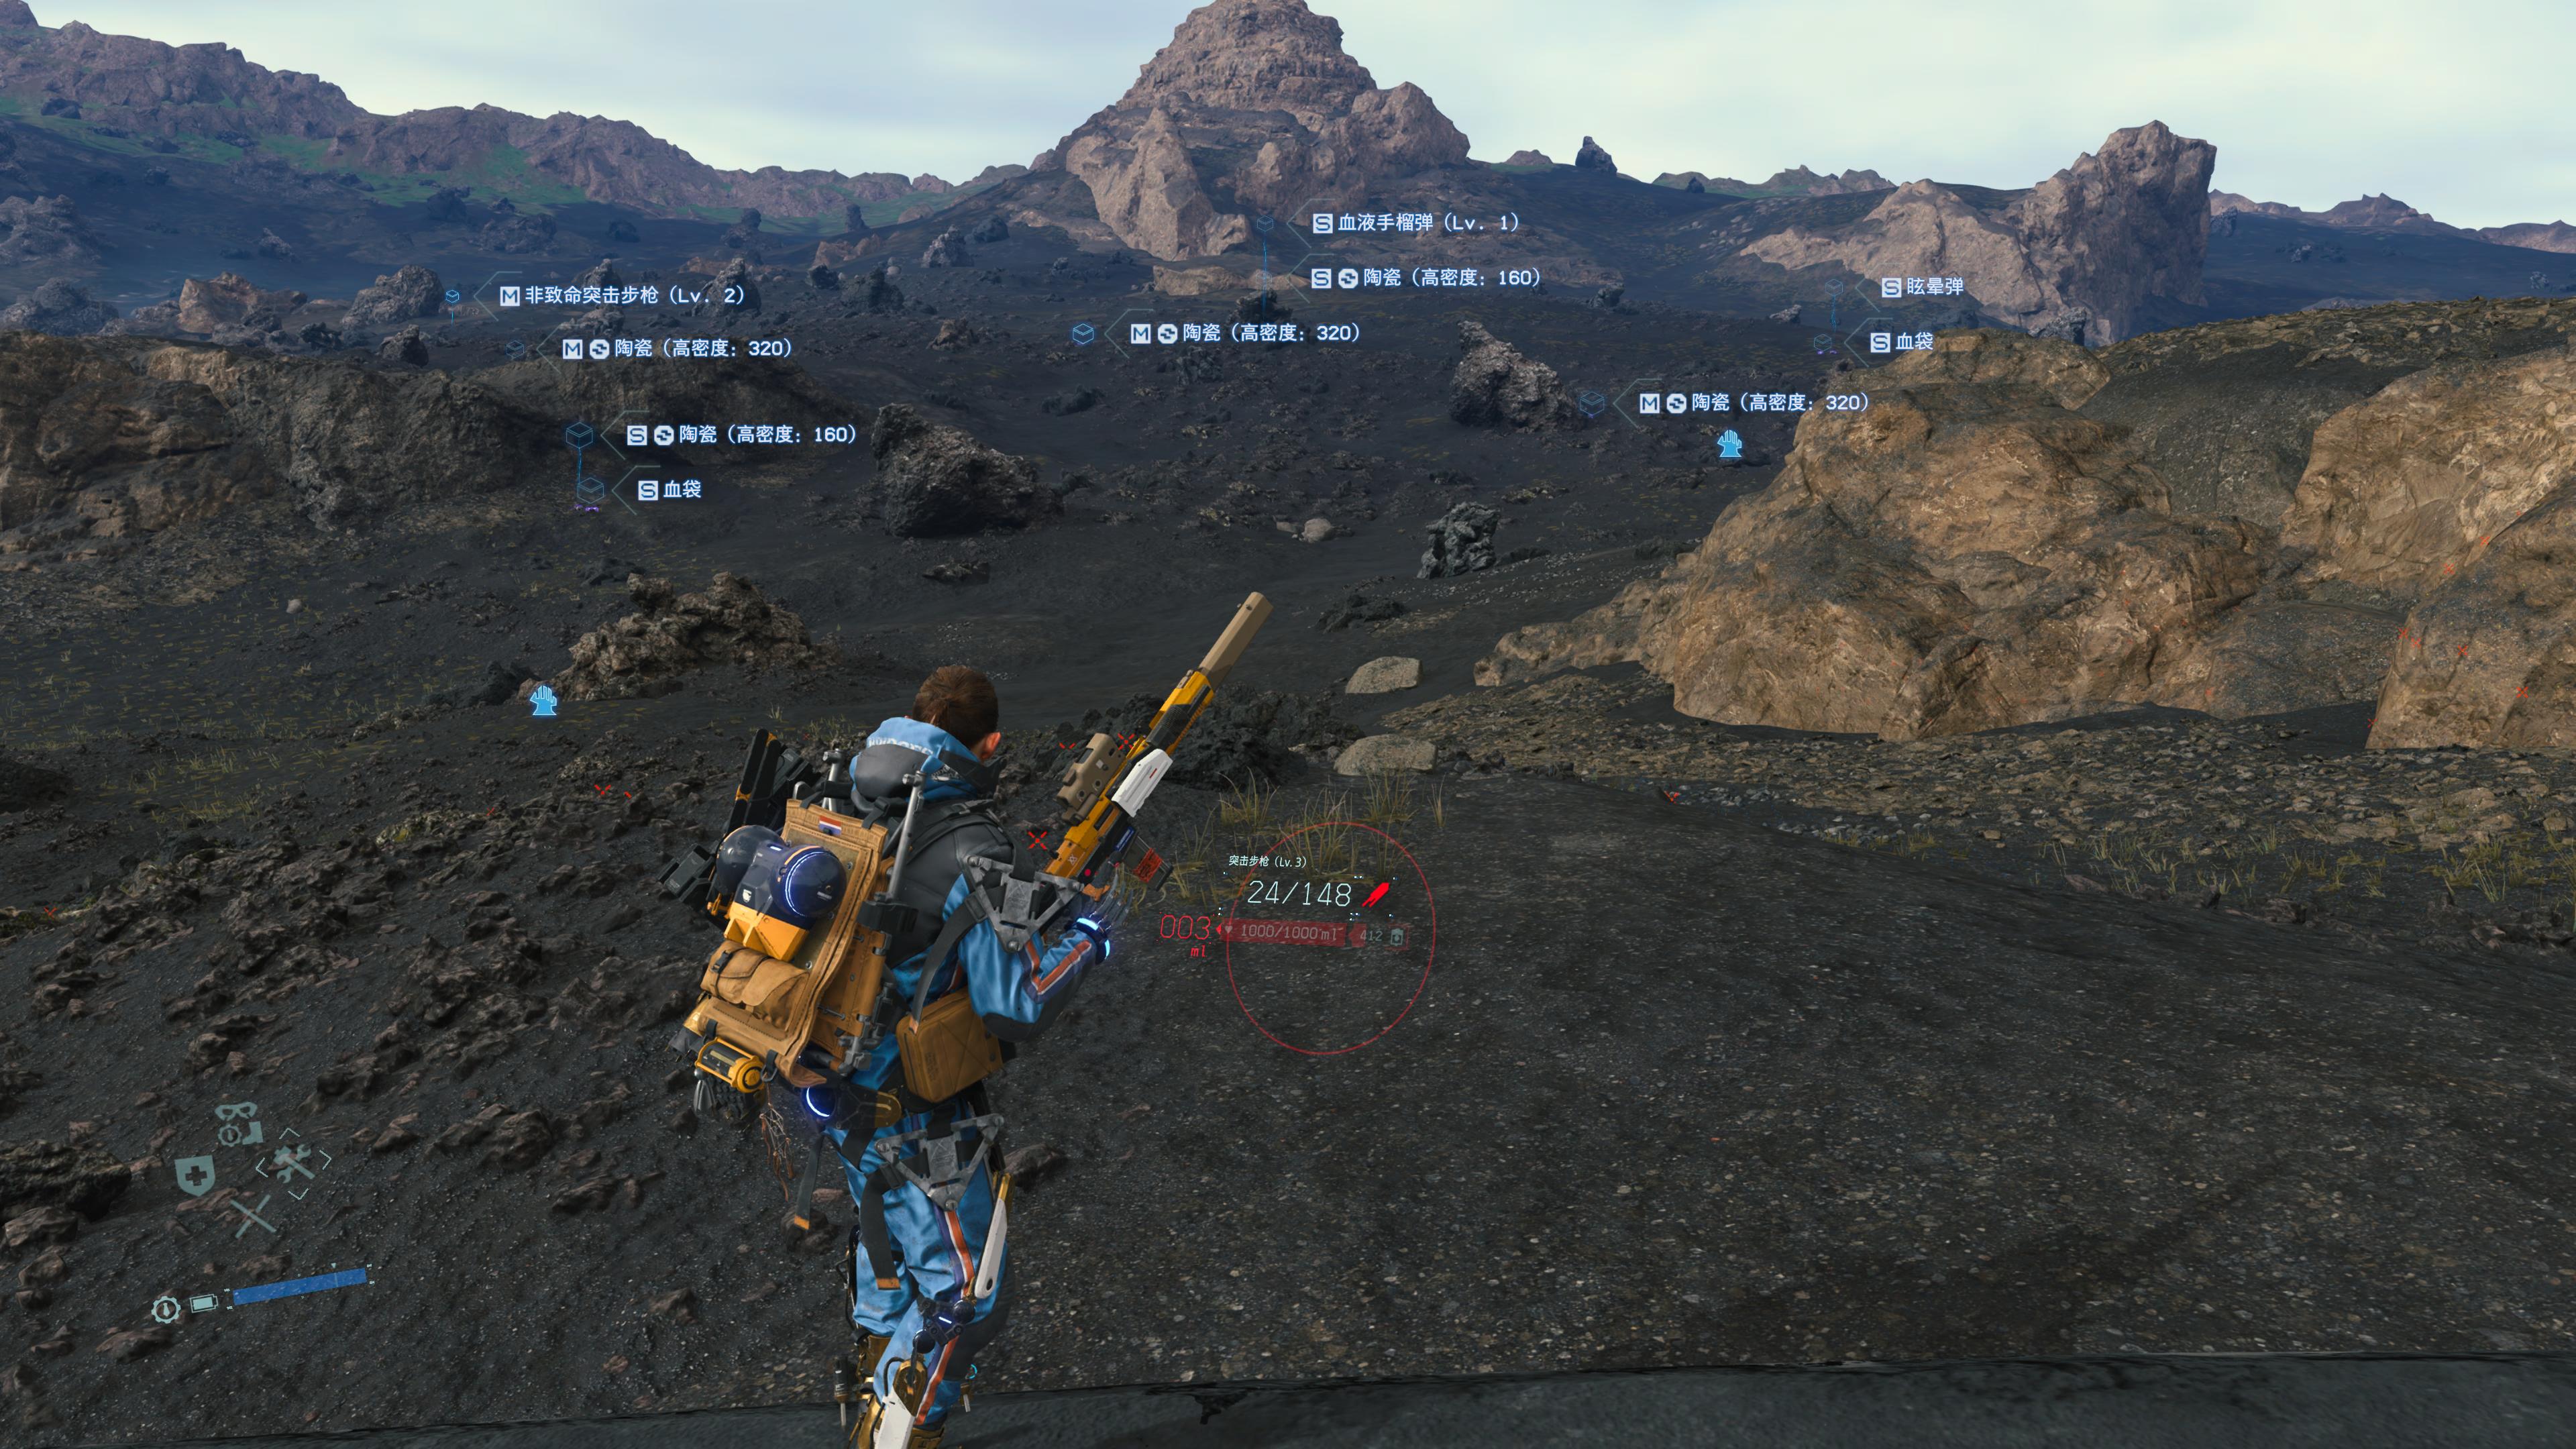 S 血液手榴弹（Lv. 1）
S 陶瓷（高密度：160）
S 眩晕弹
M 非致命突击步枪（Lv. 2）
M 陶瓷（高密度：320）
S 血袋
M 陶瓷（高密度：320）
M 陶瓷（高密度：320）
S 陶瓷（高密度：160）
S 血袋
突击步枪（Lv. 3）
24/148
003
ml
1000/1000ml
412